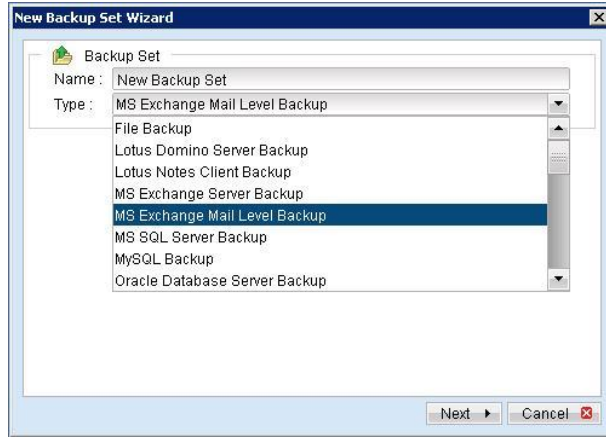 New Backup Set Wizard
Backup Set
Name : New Backup Set
Type : MS Exchange Mail Level Backup
File Backup
Lotus Domino Server Backup
Lotus Notes Client Backup
MS Exchange Server Backup
MS Exchange Mail Level Backup
MS SQL Server Backup
MySQL Backup
Oracle Database Server Backup
Next Cancel